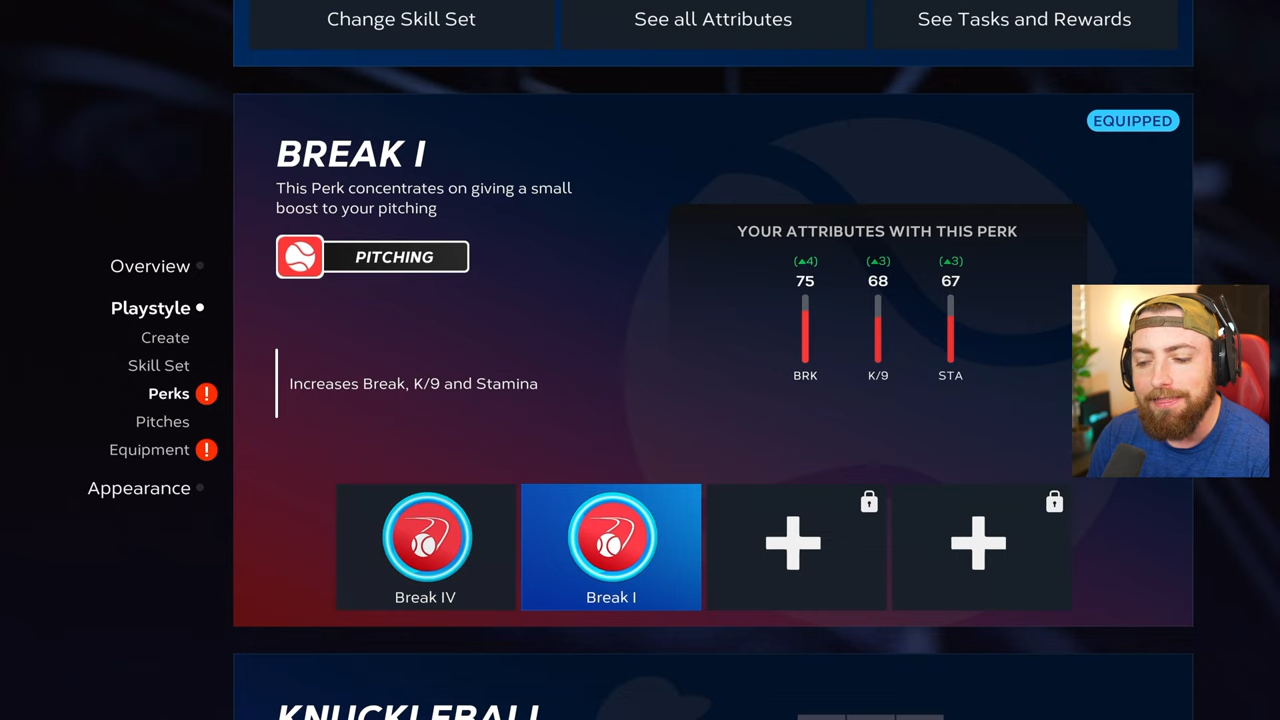 Change Skill Set
See all Attributes
See Tasks and Rewards
EQUIPPED
BREAK I
This Perk concentrates on giving a small
boost to your pitching
PITCHING
YOUR ATTRIBUTES WITH THIS PERK
(▲4) (▲3) (▲3)
75 68 67
BRK K/9 STA
Increases Break, K/9 and Stamina
Overview
Playstyle
Create
Skill Set
Perks !
Pitches
Equipment !
Appearance
Break IV
Break I
KNUCKLEBALL